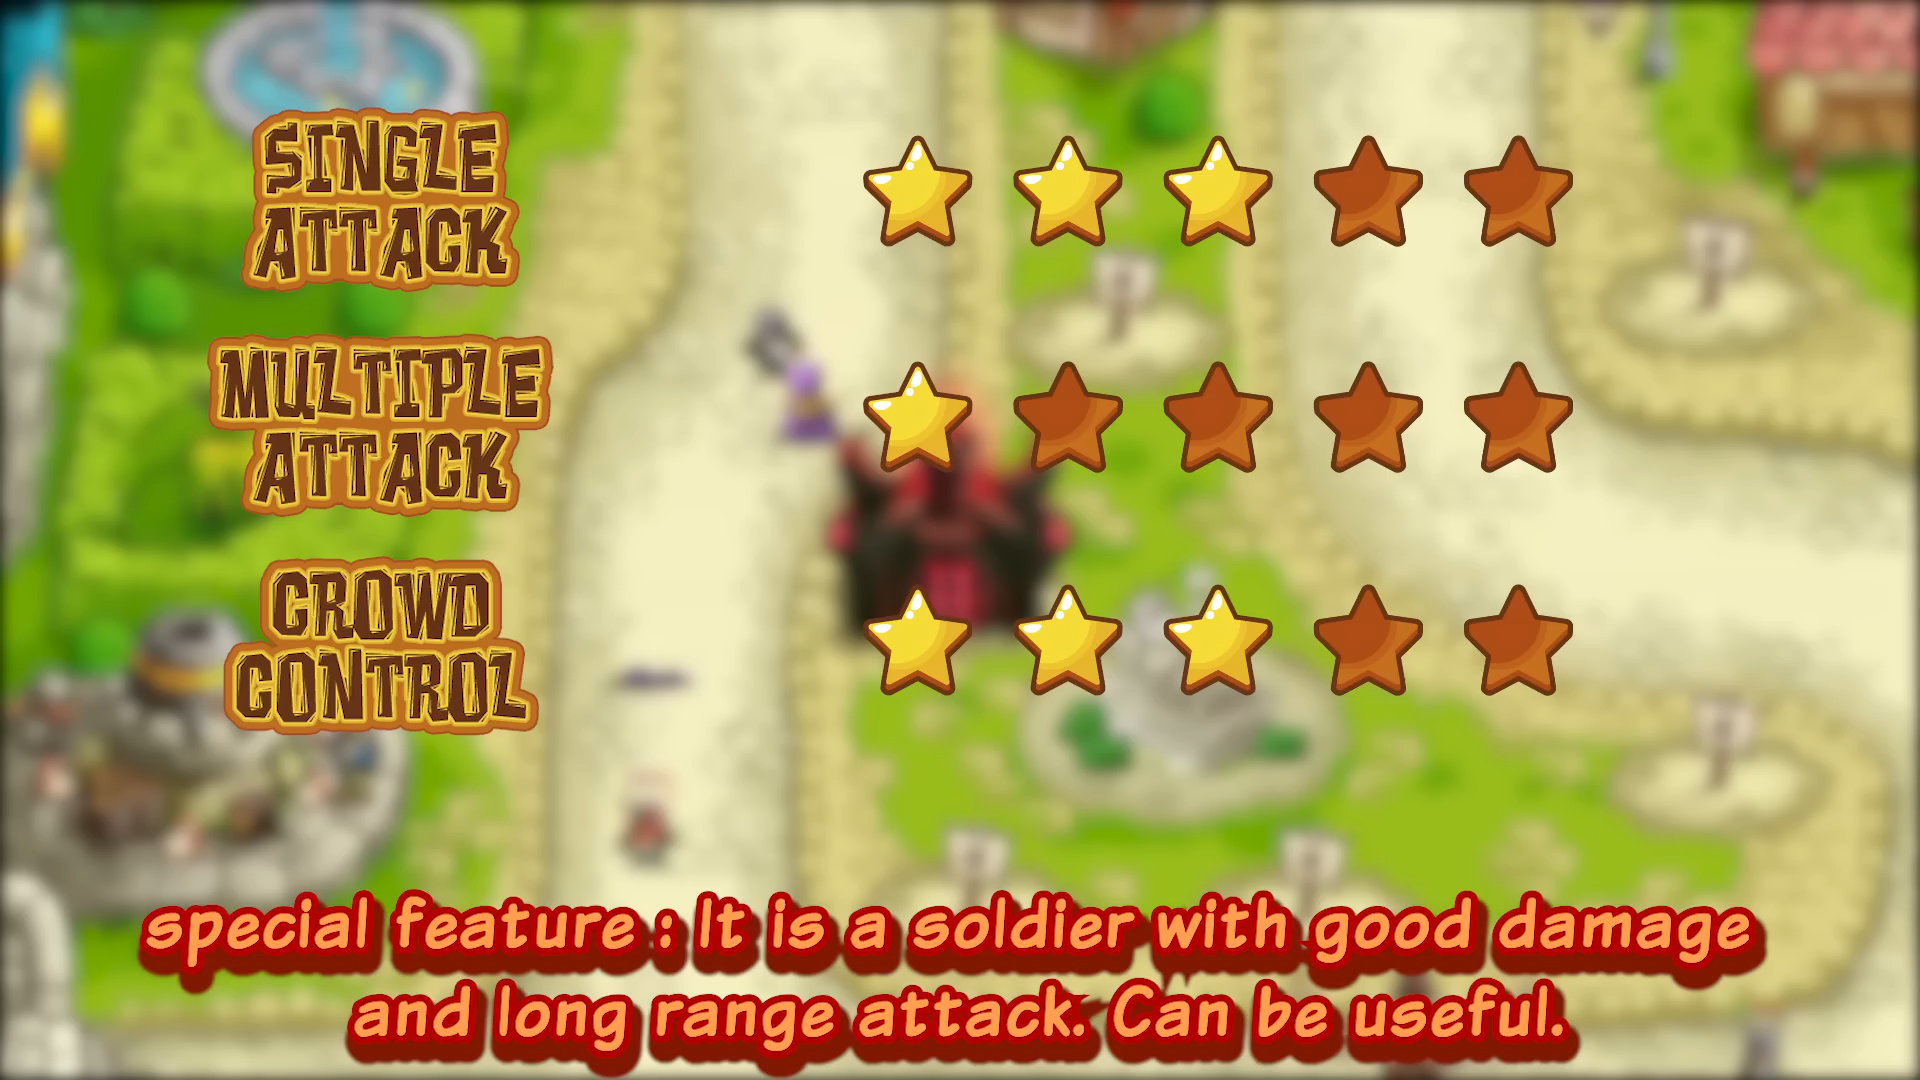 SINGLE
ATTACK
MULTIPLE
ATTACK
CROWD
CONTROL
special feature : It is a soldier with good damage
and long range attack. Can be useful.